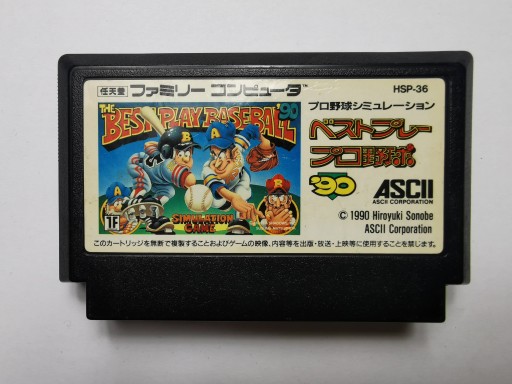 任天堂 ファミリー コンピュータ™
HSP-36
THE BEST PLAY BASEBALL '90
SIMULATION
GAME
TF
プロ野球シミュレーション
ベストプレー
プロ野球
'90
ASCII
ASCII CORPORATION
© 1990 Hiroyuki Sonobe
ASCII Corporation
このカートリッジを無断で複製することおよびゲームの映像、内容等を出版・放送・上映等に使用することを禁じます。